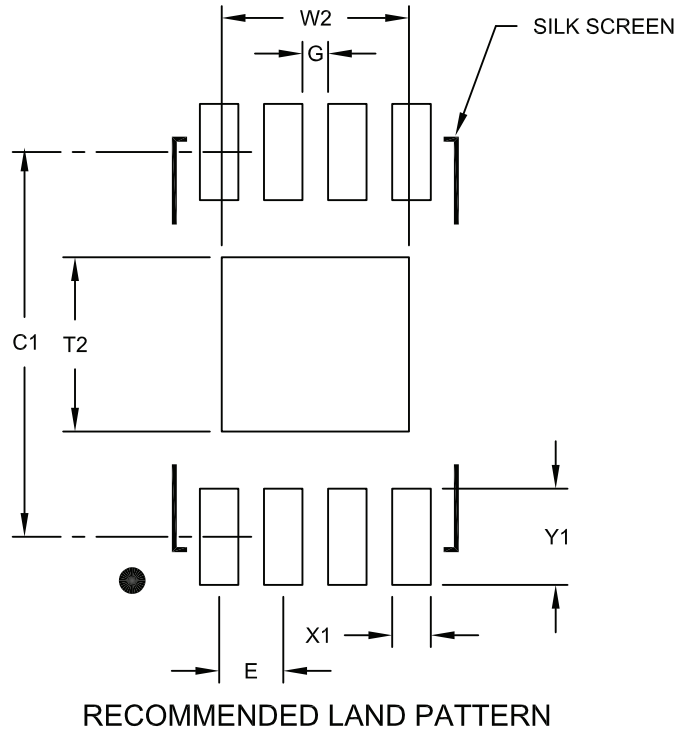 W2
SILK SCREEN
G
C1
T2
Y1
X1
E
RECOMMENDED LAND PATTERN